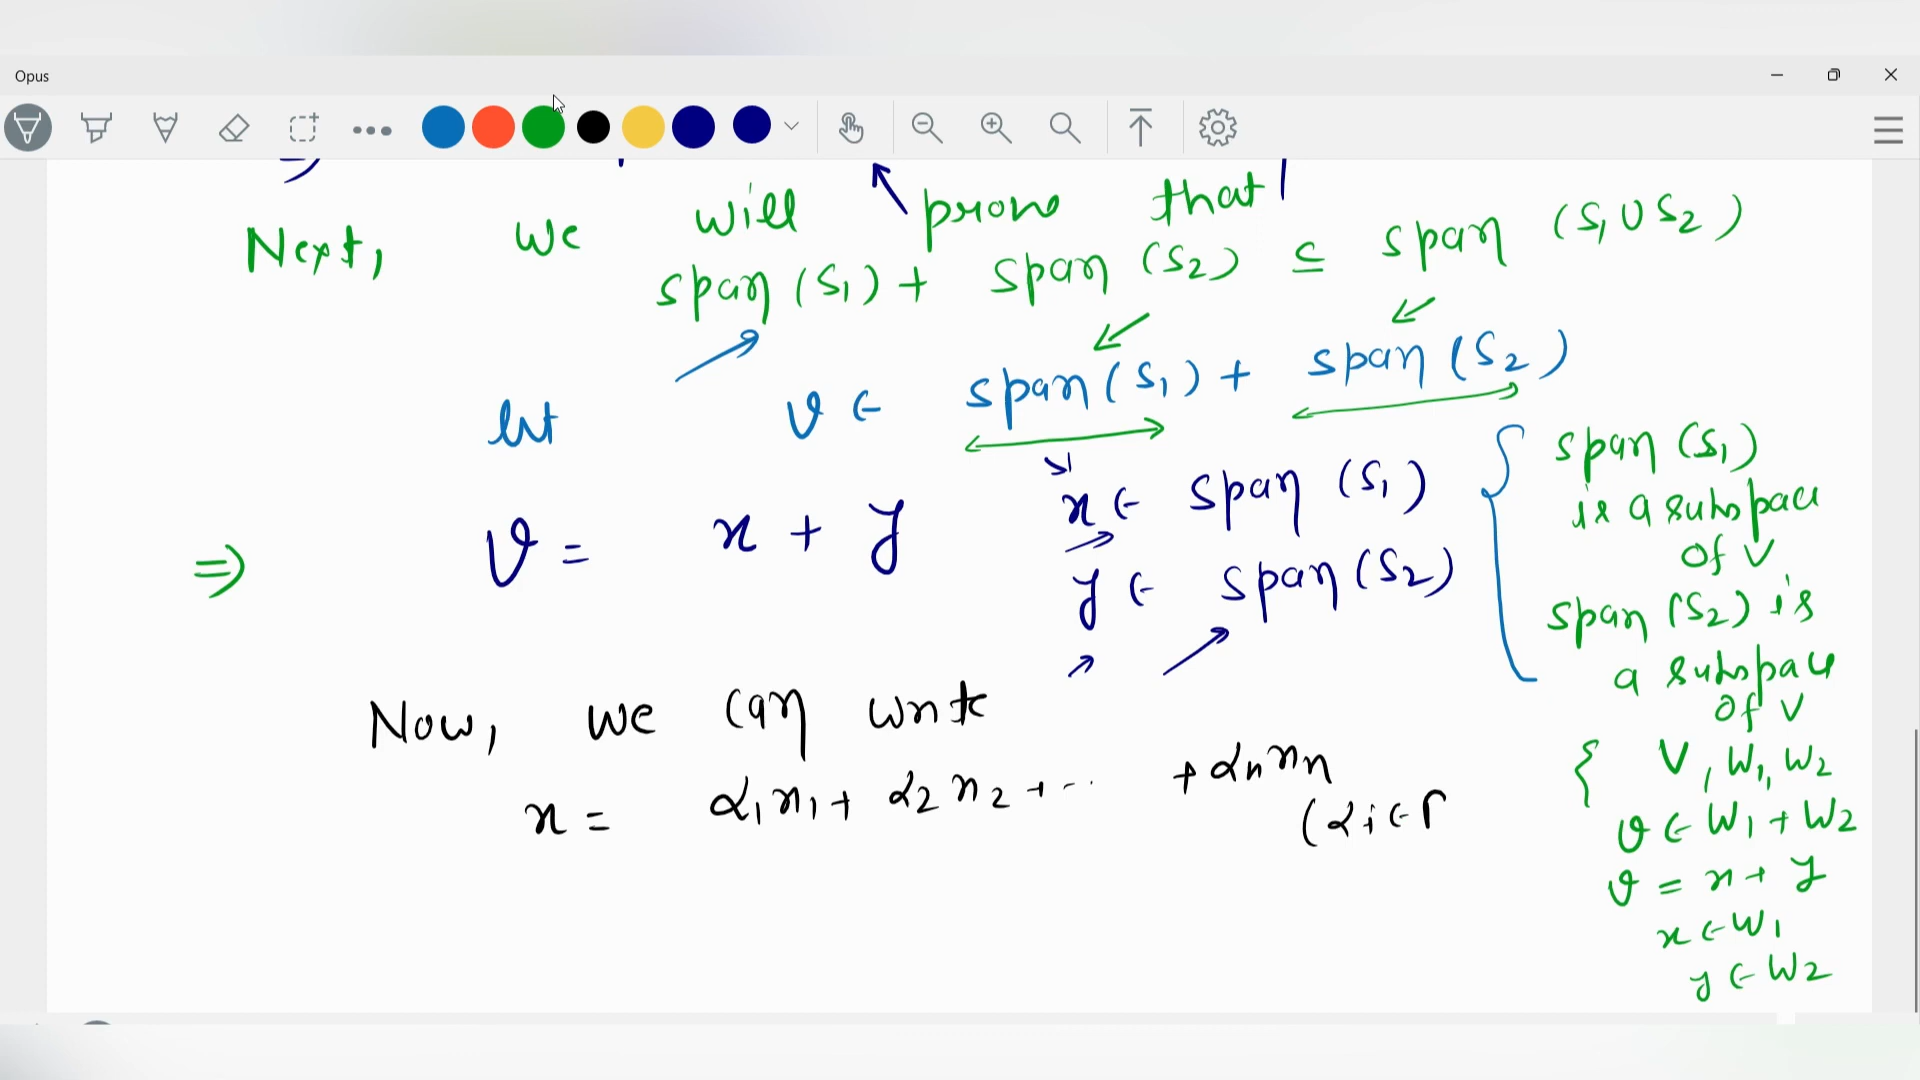 Opus
Next, we will prove that
span (S₁) + span (S₂) ⊆ span (S₁ ∪ S₂)
let v ∈ span (S₁) + span (S₂)
⇒ v = x + y x ∈ span (S₁)
y ∈ span (S₂)
{ span (S₁)
is a subspace
of V
span (S₂) is
a subspace
of V
Now, we can write
x = α₁x₁ + α₂x₂ + ... + αₙxₙ
(αᵢ ∈ F
{ V, W₁, W₂
v ∈ W₁ + W₂
v = x + y
x ∈ W₁
y ∈ W₂